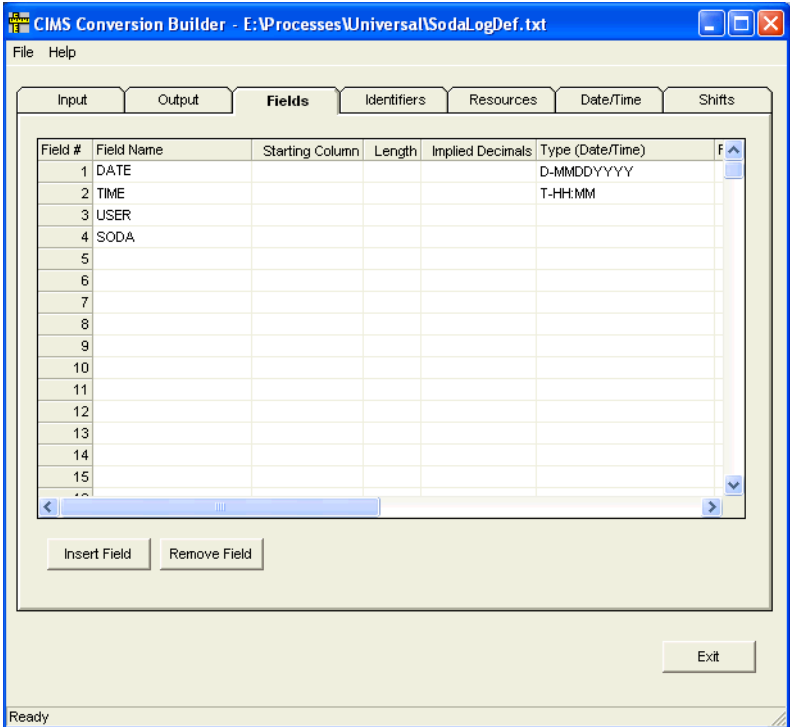 CIMS Conversion Builder - E:\Processes\Universal\SodaLogDef.txt
File Help
Input Output Fields Identifiers Resources Date/Time Shifts
Field # Field Name Starting Column Length Implied Decimals Type (Date/Time) F
1 DATE D-MMDDYYYY
2 TIME T-HH:MM
3 USER
4 SODA
5
6
7
8
9
10
11
12
13
14
15
Insert Field Remove Field
Exit
Ready